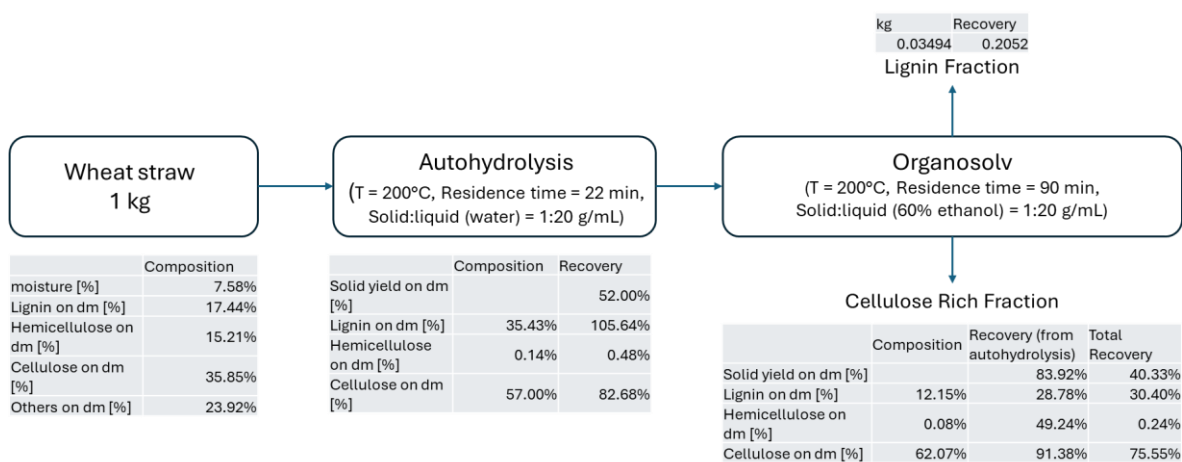 kg Recovery
0.03494 0.2052
Lignin Fraction
Wheat straw
1 kg
Autohydrolysis
(T = 200°C, Residence time = 22 min,
Solid:liquid (water) = 1:20 g/mL)
Organosolv
(T = 200°C, Residence time = 90 min,
Solid:liquid (60% ethanol) = 1:20 g/mL)
Composition
moisture [%] 7.58%
Lignin on dm [%] 17.44%
Hemicellulose on
dm [%] 15.21%
Cellulose on dm
[%] 35.85%
Others on dm [%] 23.92%
Composition Recovery
Solid yield on dm
[%] 52.00%
Lignin on dm [%] 35.43% 105.64%
Hemicellulose
on dm [%] 0.14% 0.48%
Cellulose on dm
[%] 57.00% 82.68%
Cellulose Rich Fraction
Composition Recovery (from
autohydrolysis) Total
Recovery
Solid yield on dm [%] 83.92% 40.33%
Lignin on dm [%] 12.15% 28.78% 30.40%
Hemicellulose on
dm [%] 0.08% 49.24% 0.24%
Cellulose on dm [%] 62.07% 91.38% 75.55%